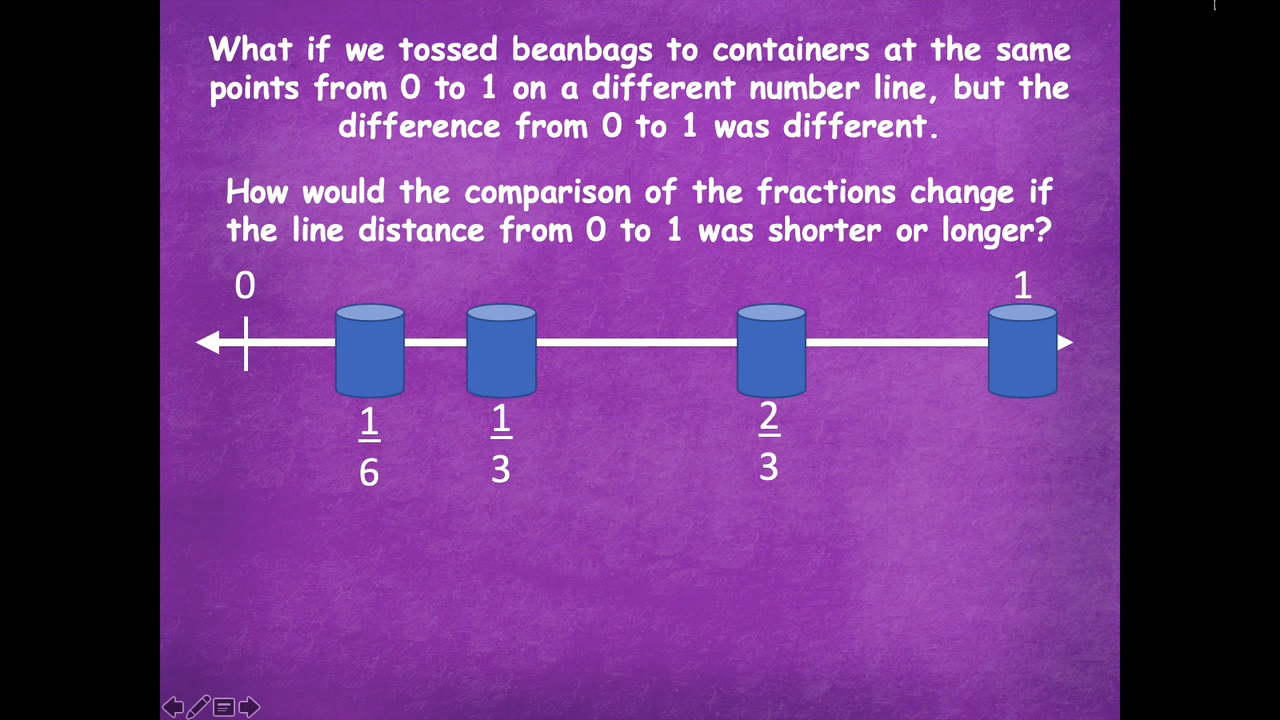 What if we tossed beanbags to containers at the same
points from 0 to 1 on a different number line, but the
difference from 0 to 1 was different.
How would the comparison of the fractions change if
the line distance from 0 to 1 was shorter or longer?
0 1
1 1 2
6 3 3